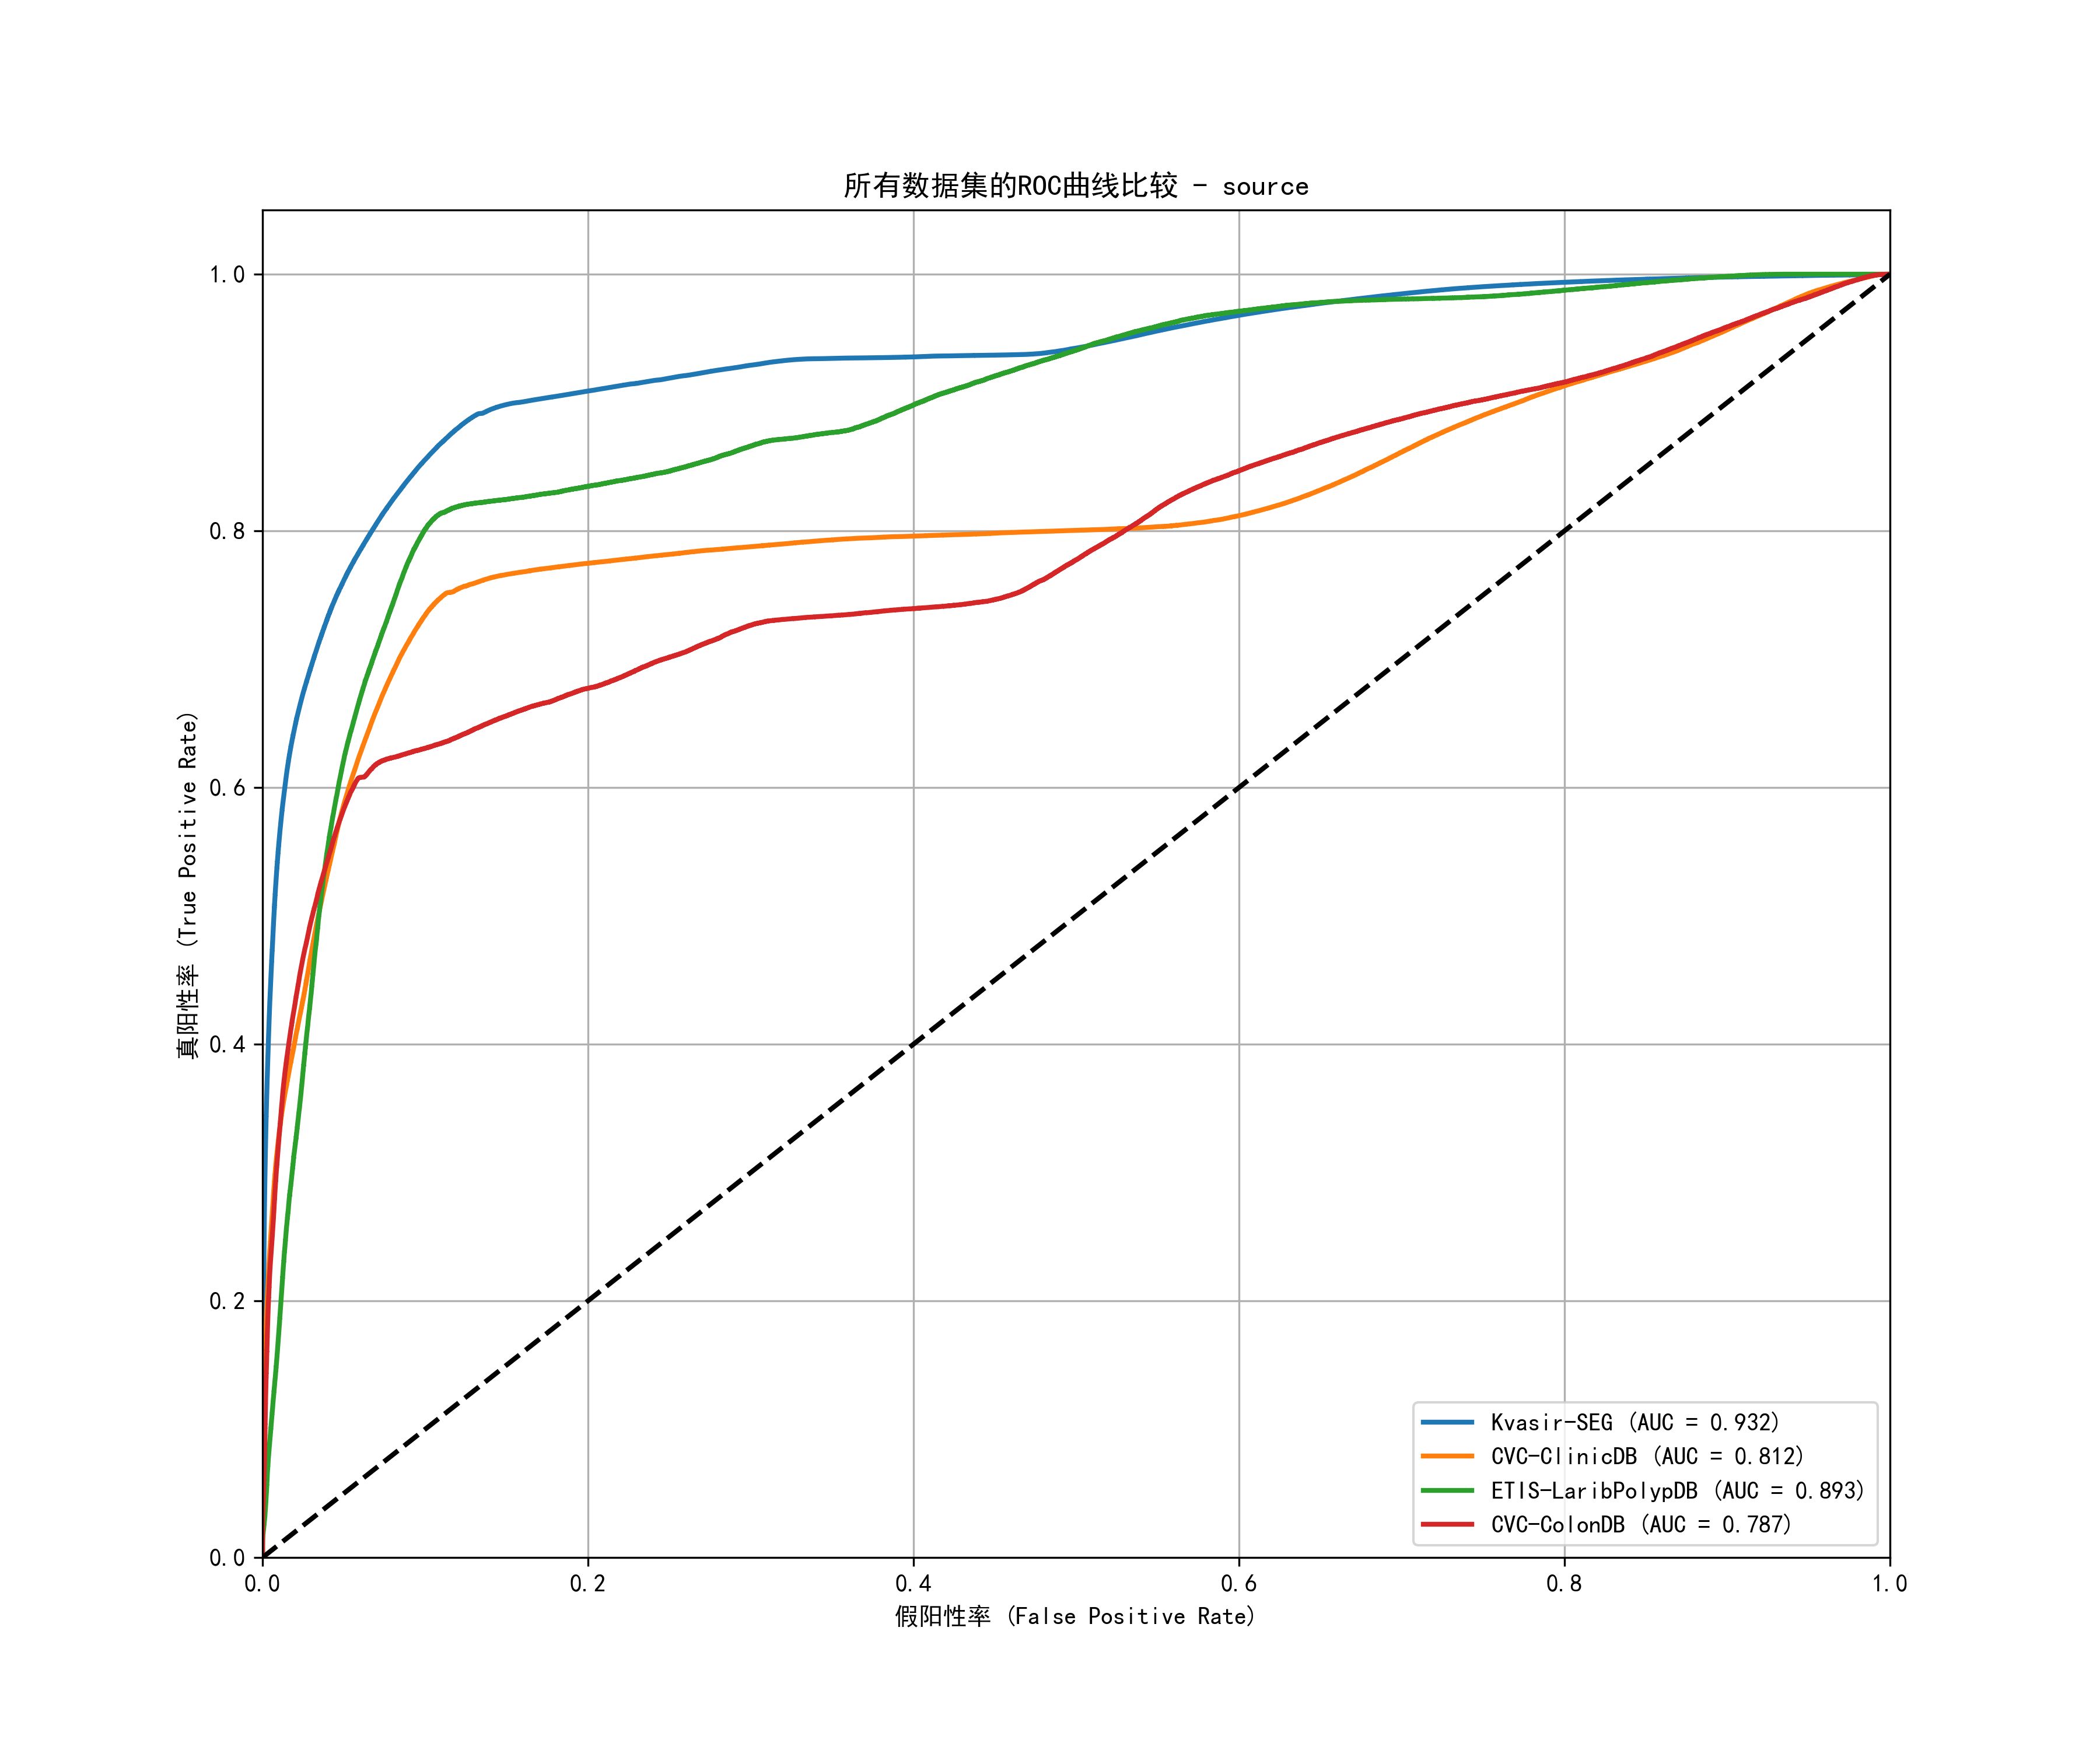 所有数据集的ROC曲线比较 - source
真阳性率 (True Positive Rate)
1.0
0.8
0.6
0.4
0.2
0.0
0.0 0.2 0.4 0.6 0.8 1.0
假阳性率 (False Positive Rate)
Kvasir-SEG (AUC = 0.932)
CVC-ClinicDB (AUC = 0.812)
ETIS-LaribPolypDB (AUC = 0.893)
CVC-ColonDB (AUC = 0.787)